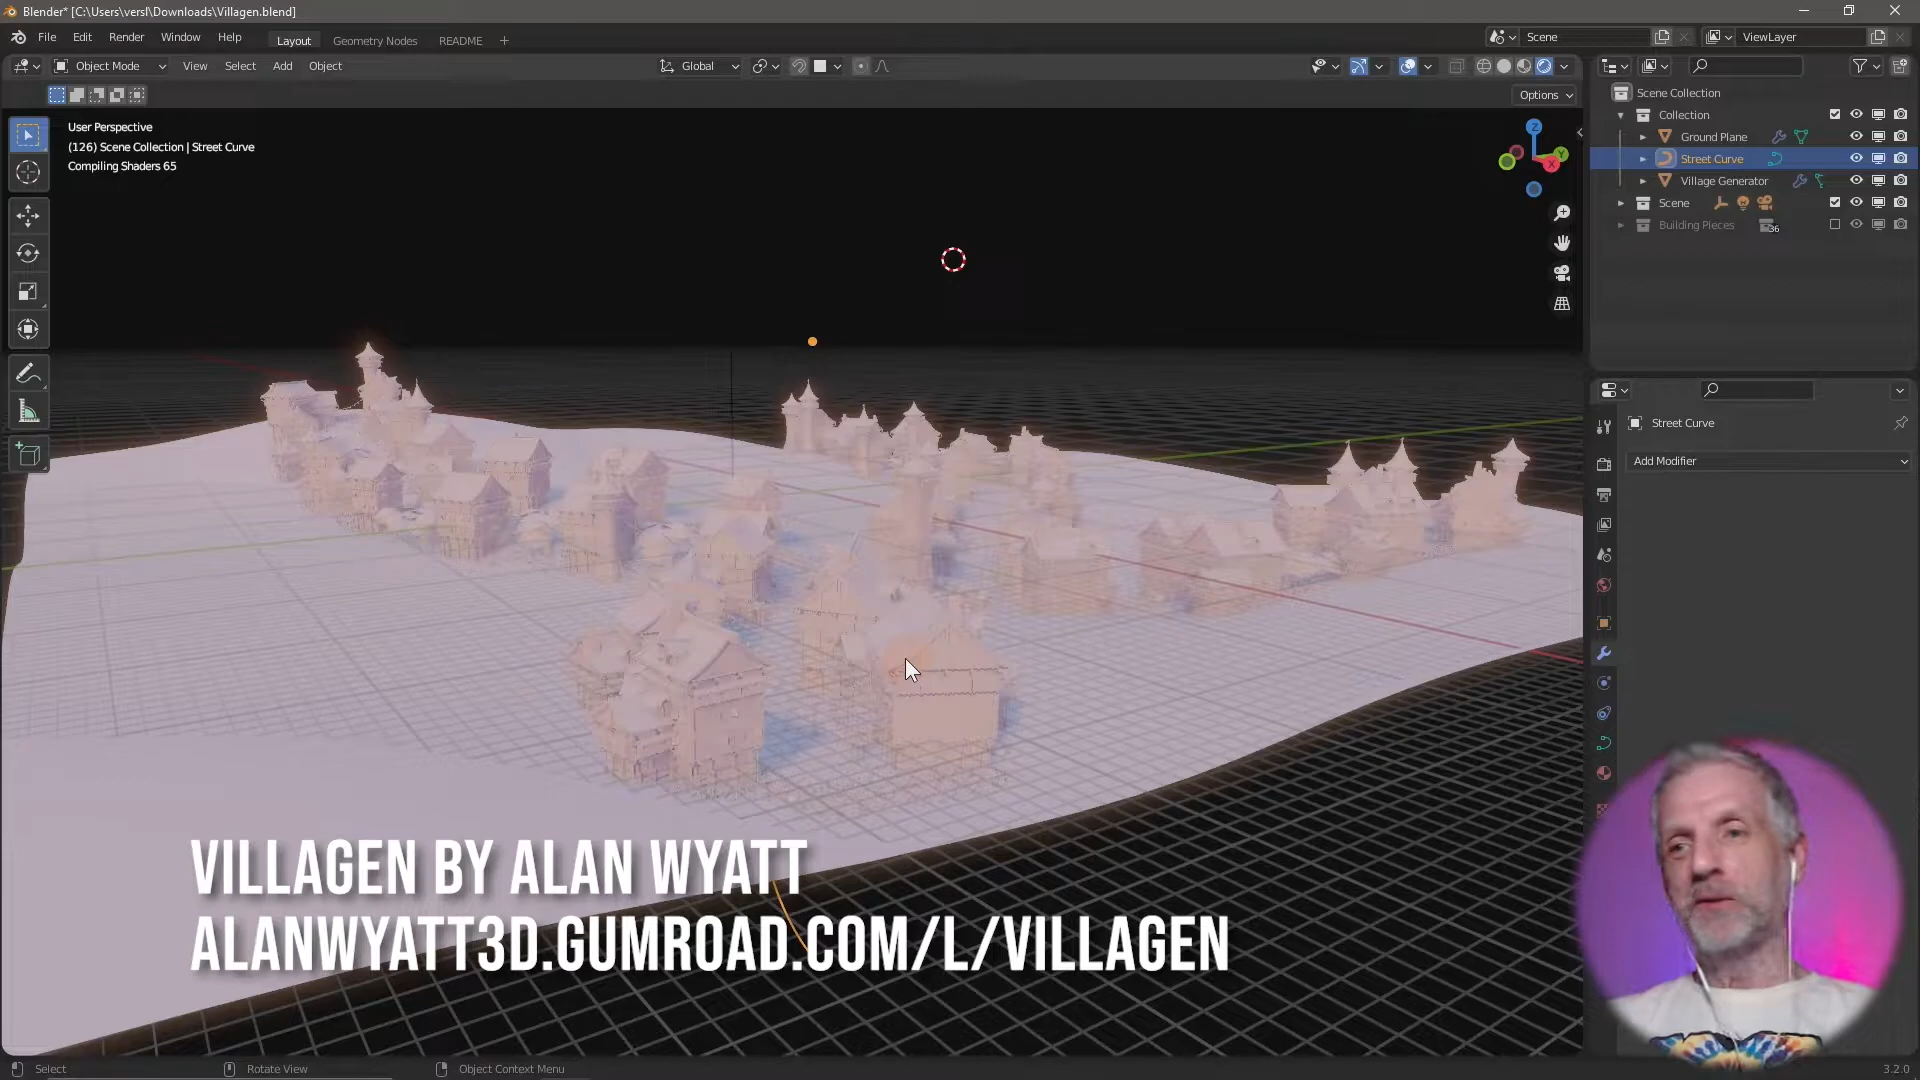 Blender* [C:\Users\versl\Downloads\Villagen.blend]
File Edit Render Window Help Layout Geometry Nodes README + Scene ViewLayer
Object Mode View Select Add Object Global
Options
User Perspective
(126) Scene Collection | Street Curve
Compiling Shaders 65
Z
Y
X
Scene Collection
Collection
Ground Plane
Street Curve
Village Generator
Scene
Building Pieces 36
Street Curve
Add Modifier
VILLAGEN BY ALAN WYATT
ALANWYATT3D.GUMROAD.COM/L/VILLAGEN
Select Rotate View Object Context Menu 3.2.0